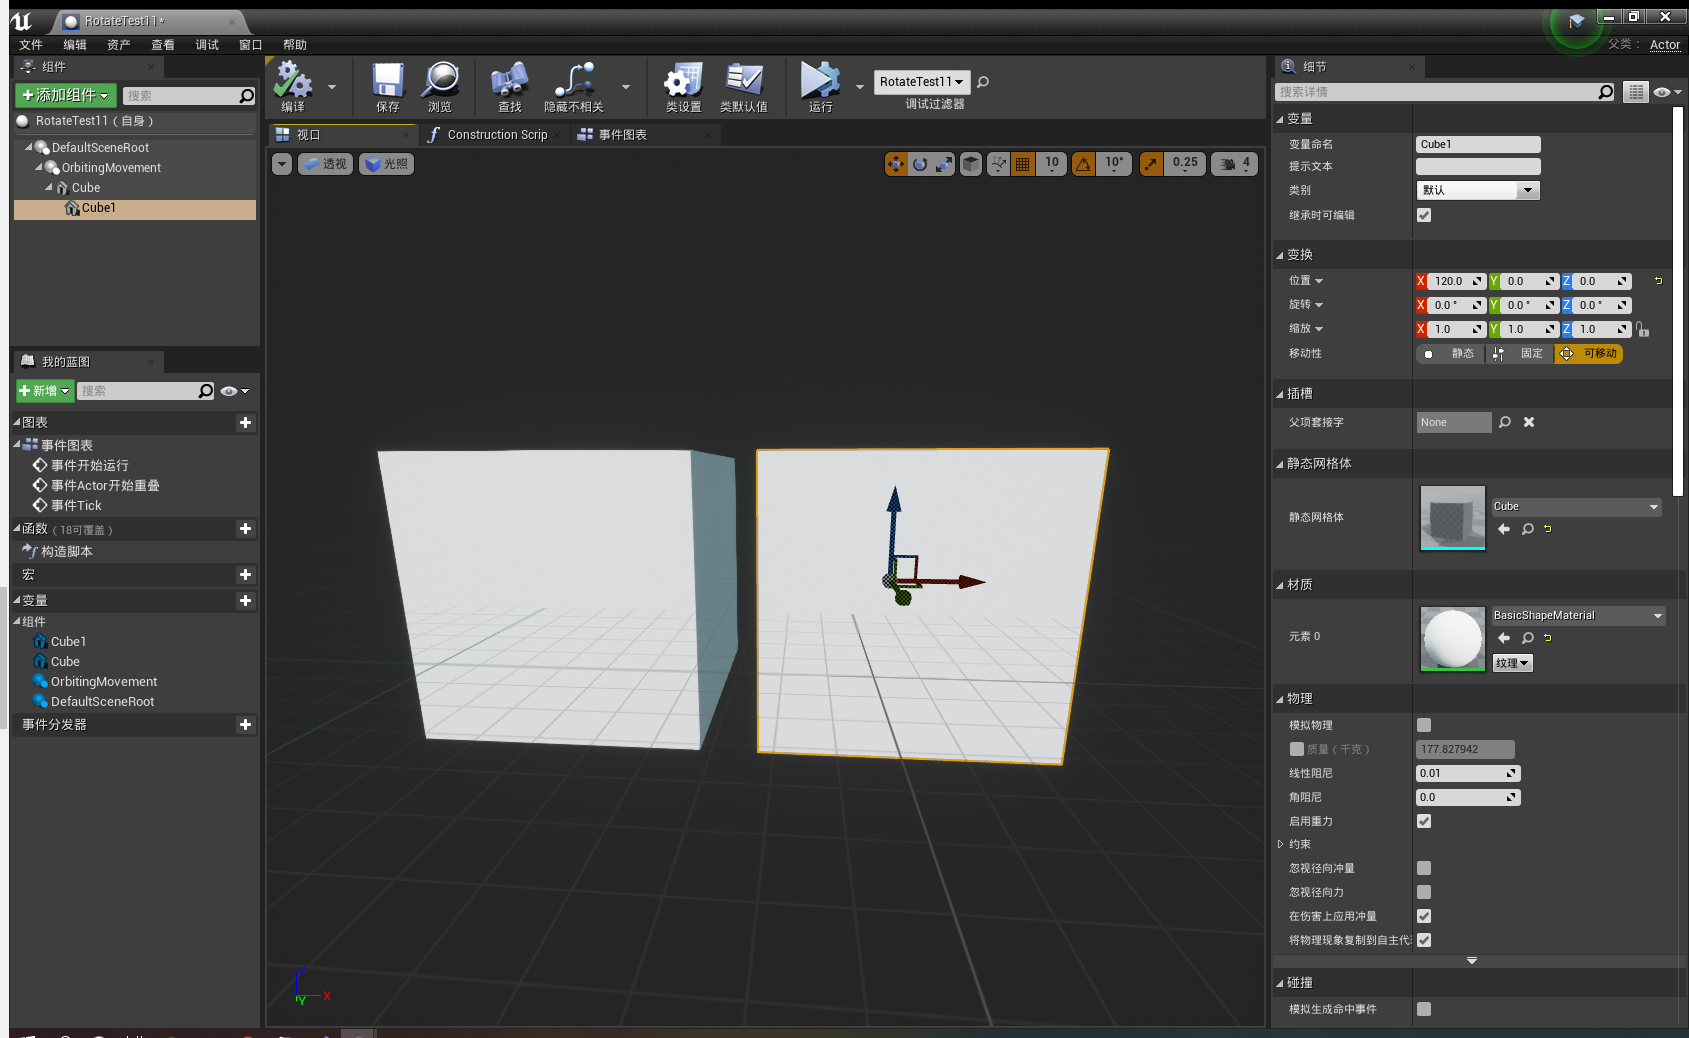 RotateTest11*
文件 编辑 资产 查看 调试 窗口 帮助
父类： Actor
组件
添加组件
搜索
RotateTest11（自身）
DefaultSceneRoot
OrbitingMovement
Cube
Cube1
编译
保存
浏览
查找
隐藏不相关
类设置
类默认值
运行
RotateTest11
调试过滤器
视口
Construction Scrip
事件图表
透视
光照
10
10°
0.25
4
X
Y
我的蓝图
新增
搜索
图表
事件图表
事件开始运行
事件Actor开始重叠
事件Tick
函数（18可覆盖）
构造脚本
宏
变量
组件
Cube1
Cube
OrbitingMovement
DefaultSceneRoot
事件分发器
细节
搜索详情
变量
变量命名 Cube1
提示文本
类别 默认
继承时可编辑
变换
位置 X 120.0 Y 0.0 Z 0.0
旋转 X 0.0° Y 0.0° Z 0.0°
缩放 X 1.0 Y 1.0 Z 1.0
移动性 静态 固定 可移动
插槽
父项套接字 None
静态网格体
静态网格体 Cube
材质
元素 0 BasicShapeMaterial
纹理
物理
模拟物理
质量（千克） 177.827942
线性阻尼 0.01
角阻尼 0.0
启用重力
约束
忽视径向冲量
忽视径向力
在伤害上应用冲量
将物理现象复制到自主代
碰撞
模拟生成命中事件